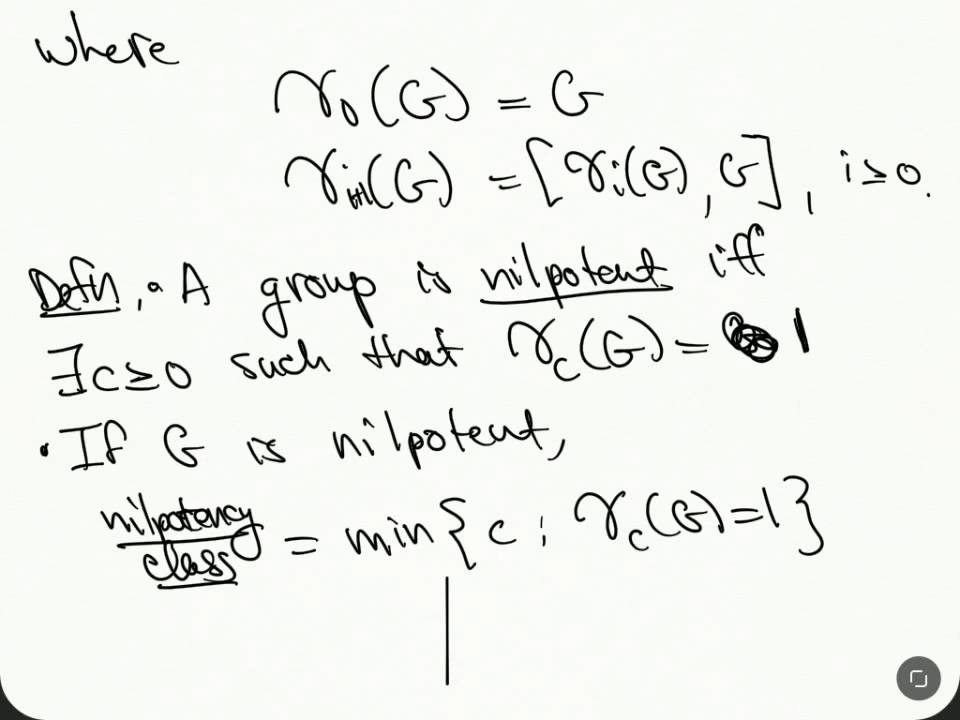 where
γ₀(G) = G
γᵢ₊₁(G) = [γᵢ(G), G], i≥0.
Defn. • A group is nilpotent iff
∃c≥0 such that γ_c(G) = 1
• If G is nilpotent,
nilpotency class = min{c : γ_c(G)=1}